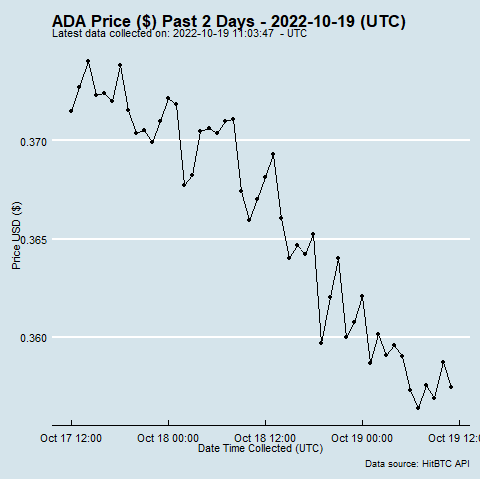 ADA Price ($) Past 2 Days - 2022-10-19 (UTC)
Latest data collected on: 2022-10-19 11:03:47 - UTC
0.370
0.365
0.360
Price USD ($)
Oct 17 12:00 Oct 18 00:00 Oct 18 12:00 Oct 19 00:00 Oct 19 12:
Date Time Collected (UTC)
Data source: HitBTC API